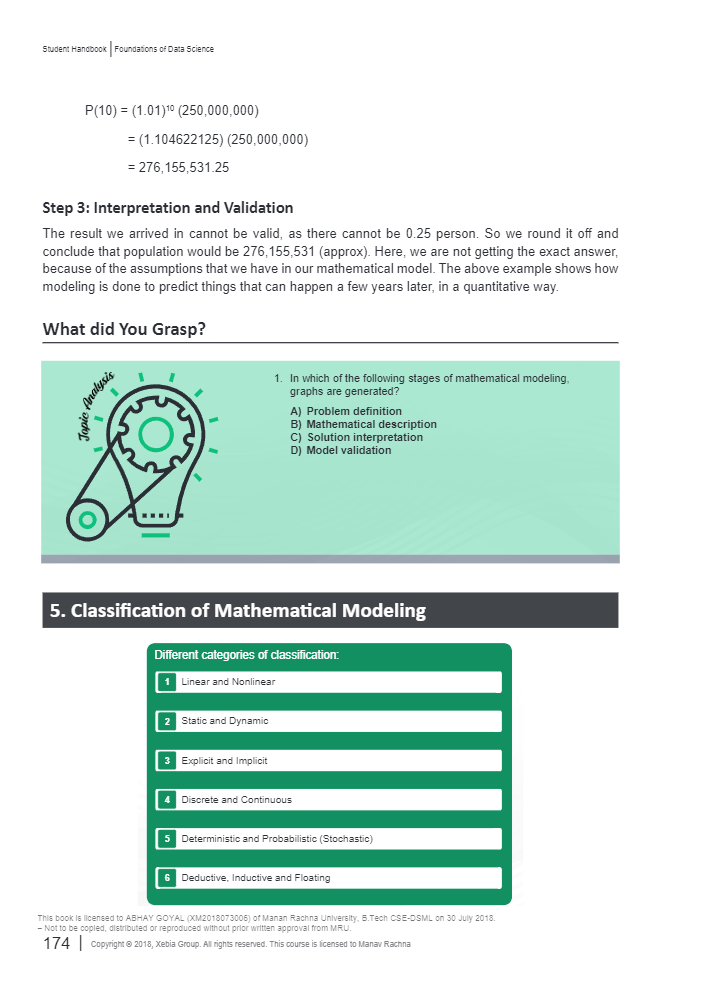 Student Handbook | Foundations of Data Science
P(10) = (1.01)¹⁰ (250,000,000)
= (1.104622125) (250,000,000)
= 276,155,531.25
Step 3: Interpretation and Validation
The result we arrived in cannot be valid, as there cannot be 0.25 person. So we round it off and
conclude that population would be 276,155,531 (approx). Here, we are not getting the exact answer,
because of the assumptions that we have in our mathematical model. The above example shows how
modeling is done to predict things that can happen a few years later, in a quantitative way.
What did You Grasp?
Topic Analysis
1. In which of the following stages of mathematical modeling,
graphs are generated?
A) Problem definition
B) Mathematical description
C) Solution interpretation
D) Model validation
5. Classification of Mathematical Modeling
Different categories of classification:
1 Linear and Nonlinear
2 Static and Dynamic
3 Explicit and Implicit
4 Discrete and Continuous
5 Deterministic and Probabilistic (Stochastic)
6 Deductive, Inductive and Floating
This book is licensed to ABHAY GOYAL (XM2018073006) of Manan Rachna University, B.Tech CSE-DSML on 30 July 2018.
– Not to be copied, distributed or reproduced without prior written approval from MRU.
174 | Copyright © 2018, Xebia Group. All rights reserved. This course is licensed to Manav Rachna